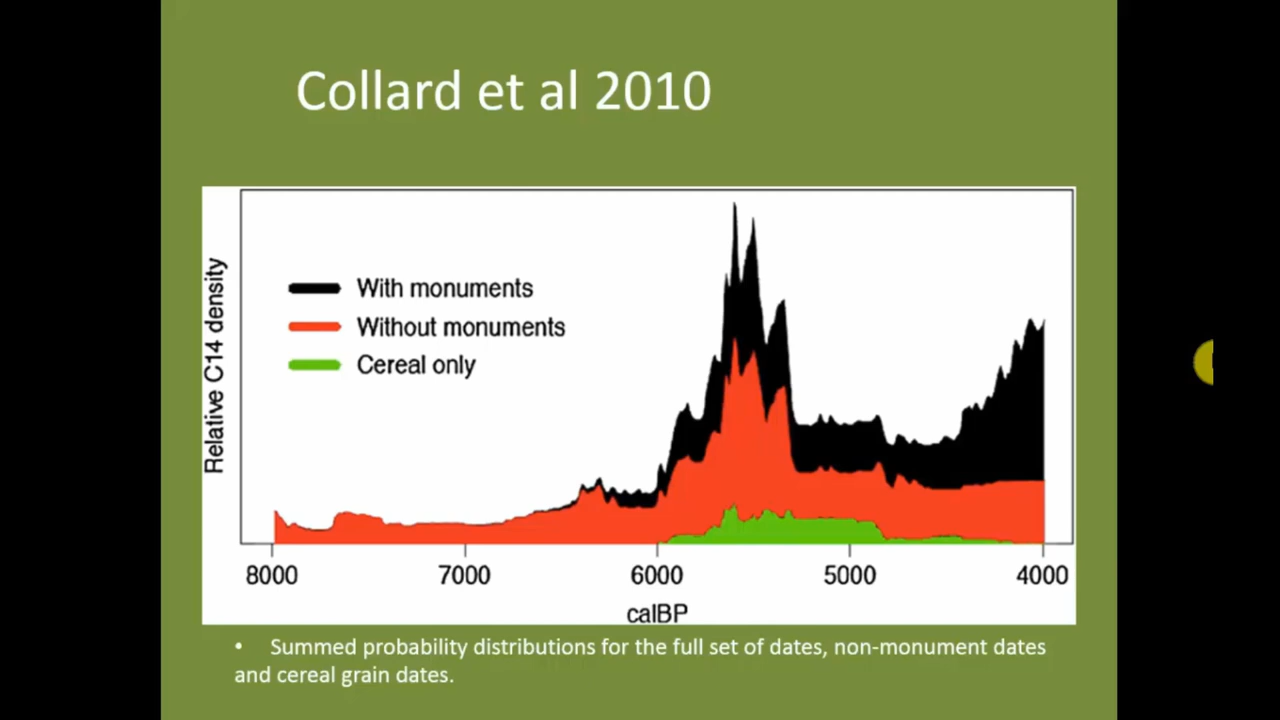 Collard et al 2010
Relative C14 density
With monuments
Without monuments
Cereal only
8000 7000 6000 5000 4000
calBP
• Summed probability distributions for the full set of dates, non-monument dates
and cereal grain dates.